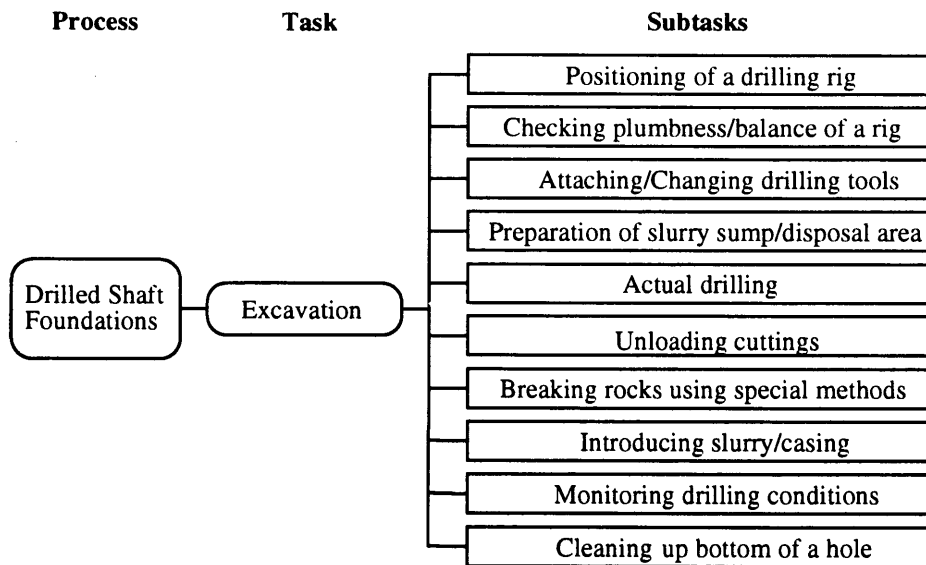 Process Task Subtasks
Positioning of a drilling rig
Checking plumbness/balance of a rig
Attaching/Changing drilling tools
Preparation of slurry sump/disposal area
Drilled Shaft
Foundations
Excavation
Actual drilling
Unloading cuttings
Breaking rocks using special methods
Introducing slurry/casing
Monitoring drilling conditions
Cleaning up bottom of a hole